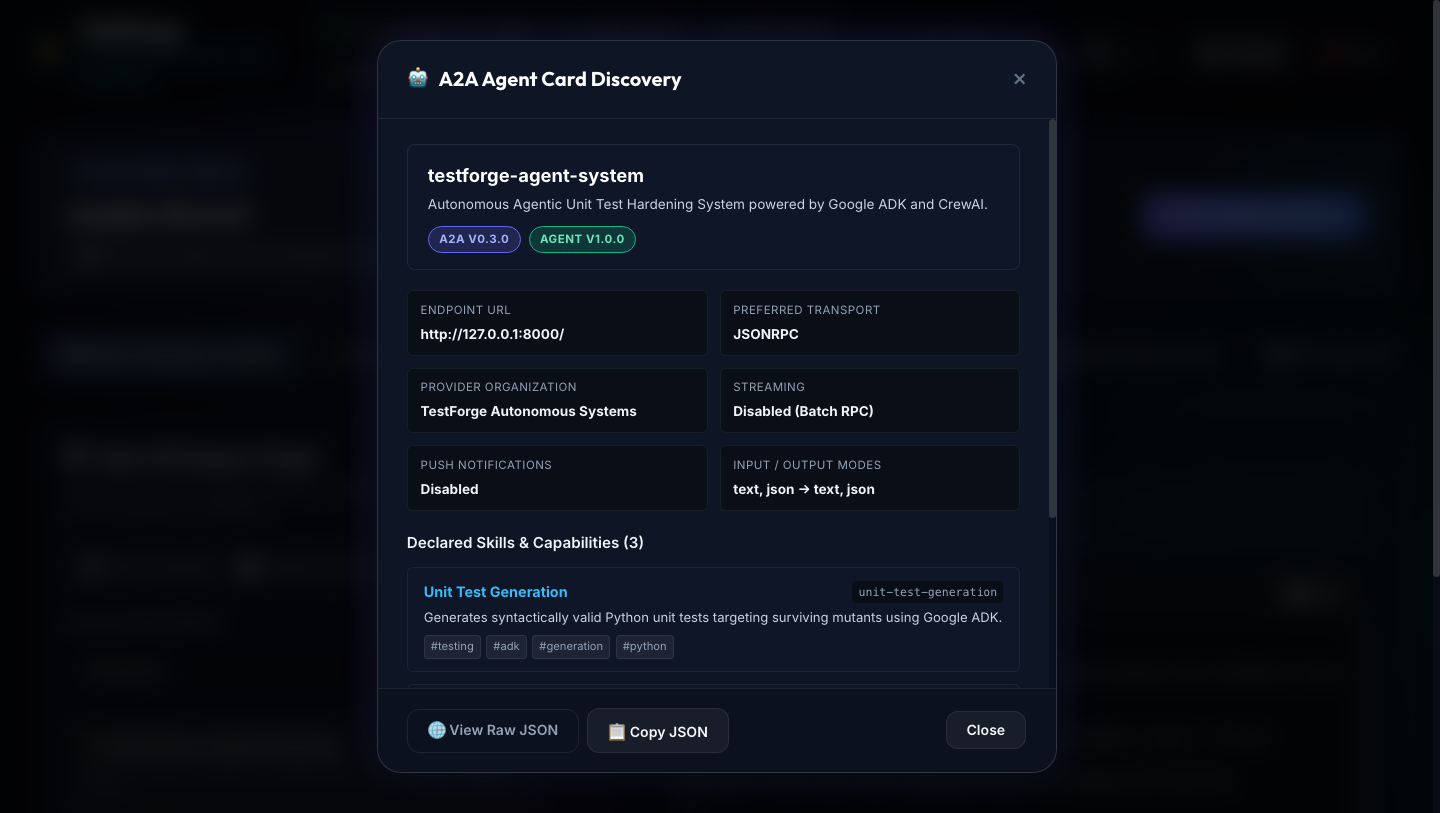 A2A Agent Card Discovery
×
testforge-agent-system
Autonomous Agentic Unit Test Hardening System powered by Google ADK and CrewAI.
A2A V0.3.0 AGENT V1.0.0
ENDPOINT URL
http://127.0.0.1:8000/
PREFERRED TRANSPORT
JSONRPC
PROVIDER ORGANIZATION
TestForge Autonomous Systems
STREAMING
Disabled (Batch RPC)
PUSH NOTIFICATIONS
Disabled
INPUT / OUTPUT MODES
text, json → text, json
Declared Skills & Capabilities (3)
Unit Test Generation
unit-test-generation
Generates syntactically valid Python unit tests targeting surviving mutants using Google ADK.
#testing #adk #generation #python
View Raw JSON
Copy JSON
Close